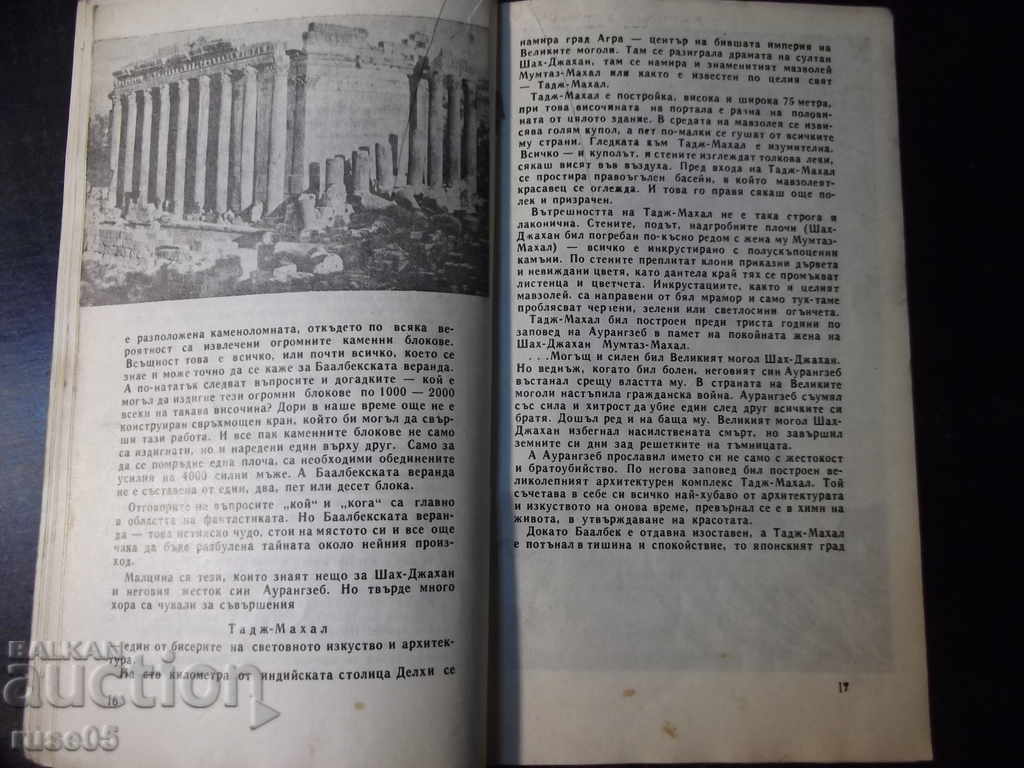 е разположена каменоломната, откъдето по всяка ве-
роятност са извлечени огромните каменни блокове.
Всъщност това е всичко, или почти всичко, което се
знае и може точно да се каже за Баалбекската веранда.
А по-нататък следват въпросите и догадките — кой е
могъл да издигне тези огромни блокове по 1000 — 2000
всеки на такава височина? Дори в наше време още не е
конструиран свръхмощен кран, който би могъл да свър-
ши тази работа. И все пак каменните блокове не само
са издигнати, но и наредени един върху друг. Само за
да се помръдне една плоча, са необходими обединените
усилия на 4000 силни мъже. А Баалбекската веранда
не е съставена от един, два, пет или десет блока.
Отговорите на въпросите „кой“ и „кога“ са главно
в областта на фантастиката. Но Баалбекската веран-
да — това истинско чудо, стои на мястото си и все още
чака да бъде разбулена тайната около нейния произ-
ход.
Малцина са тези, които знаят нещо за Шах-Джахан
и неговия жесток син Аурангзеб. Но твърде много
хора са чували за съвършения
Тадж-Махал
един от бисерите на световното изкуство и архитек-
тура.
На сто километра от индийската столица Делхи се
16
намира град Агра — център на бившата империя на
Великите моголи. Там се разиграла драмата на султан
Шах-Джахан, там се намира и знаменитият мавзолей
Мумтаз-Махал или както е известен по целия свят
— Тадж-Махал.
Тадж-Махал е постройка, висока и широка 75 метра,
при това височината на портала е равна на половин-
ната от цялото здание. В средата на мавзолея се изви-
сява голям купол, а пет по-малки се гушат от всичките
му страни. Гледката към Тадж-Махал е изумителна.
Всичко — и куполът, и стените изглеждат толкова леки,
сякаш висят във въздуха. Пред входа на Тадж-Махал
се простира правоъгълен басейн, в който мавзолеят-
красавец се оглежда. И това го прави сякаш още по-
лек и призрачен.
Вътрешността на Тадж-Махал не е така строга и
лаконична. Стените, подът, надгробните плочи (Шах-
Джахан бил погребан по-късно редом с жена му Мумтаз-
Махал) — всичко е инкрустирано с полускъпоценни
камъни. По стените преплитат клони приказни дървета
и невиждани цветя, като дантела край тях се промъкват
листенца и цветчета. Инкрустациите, както и целият
мавзолей. са направени от бял мрамор и само тук-таме
проблясват червени, зелени или светлосини огънчета.
Тадж-Махал бил построен преди триста години по
заповед на Аурангзеб в памет на покойната жена на
Шах-Джахан Мумтаз-Махал.
. . .Могъщ и силен бил Великият могол Шах-Джахан.
Но веднъж, когато бил болен, неговият син Аурангзеб
въстанал срещу властта му. В страната на Великите
моголи настъпила гражданска война. Аурангзеб съумял
със сила и хитрост да убие един след друг всичките си
братя. Дошъл ред и на баща му. Великият могол Шах-
Джахан избегнал насилствената смърт, но завършил
земните си дни зад решетките на тъмницата.
А Аурангзеб прославил името си не само с жестокост
и братоубийство. По негова заповед бил построен ве-
ликолепният архитектурен комплекс Тадж-Махал. Той
съчетава в себе си всичко най-хубаво от архитектурата
и изкуството на онова време, превърнал се е в химн на
живота, в утвърждаване на красотата.
Докато Баалбек е отдавна изоставен, а Тадж-Махал
е потънал в тишина и спокойствие, то японският град
17
BALKAN
auction
ruse05